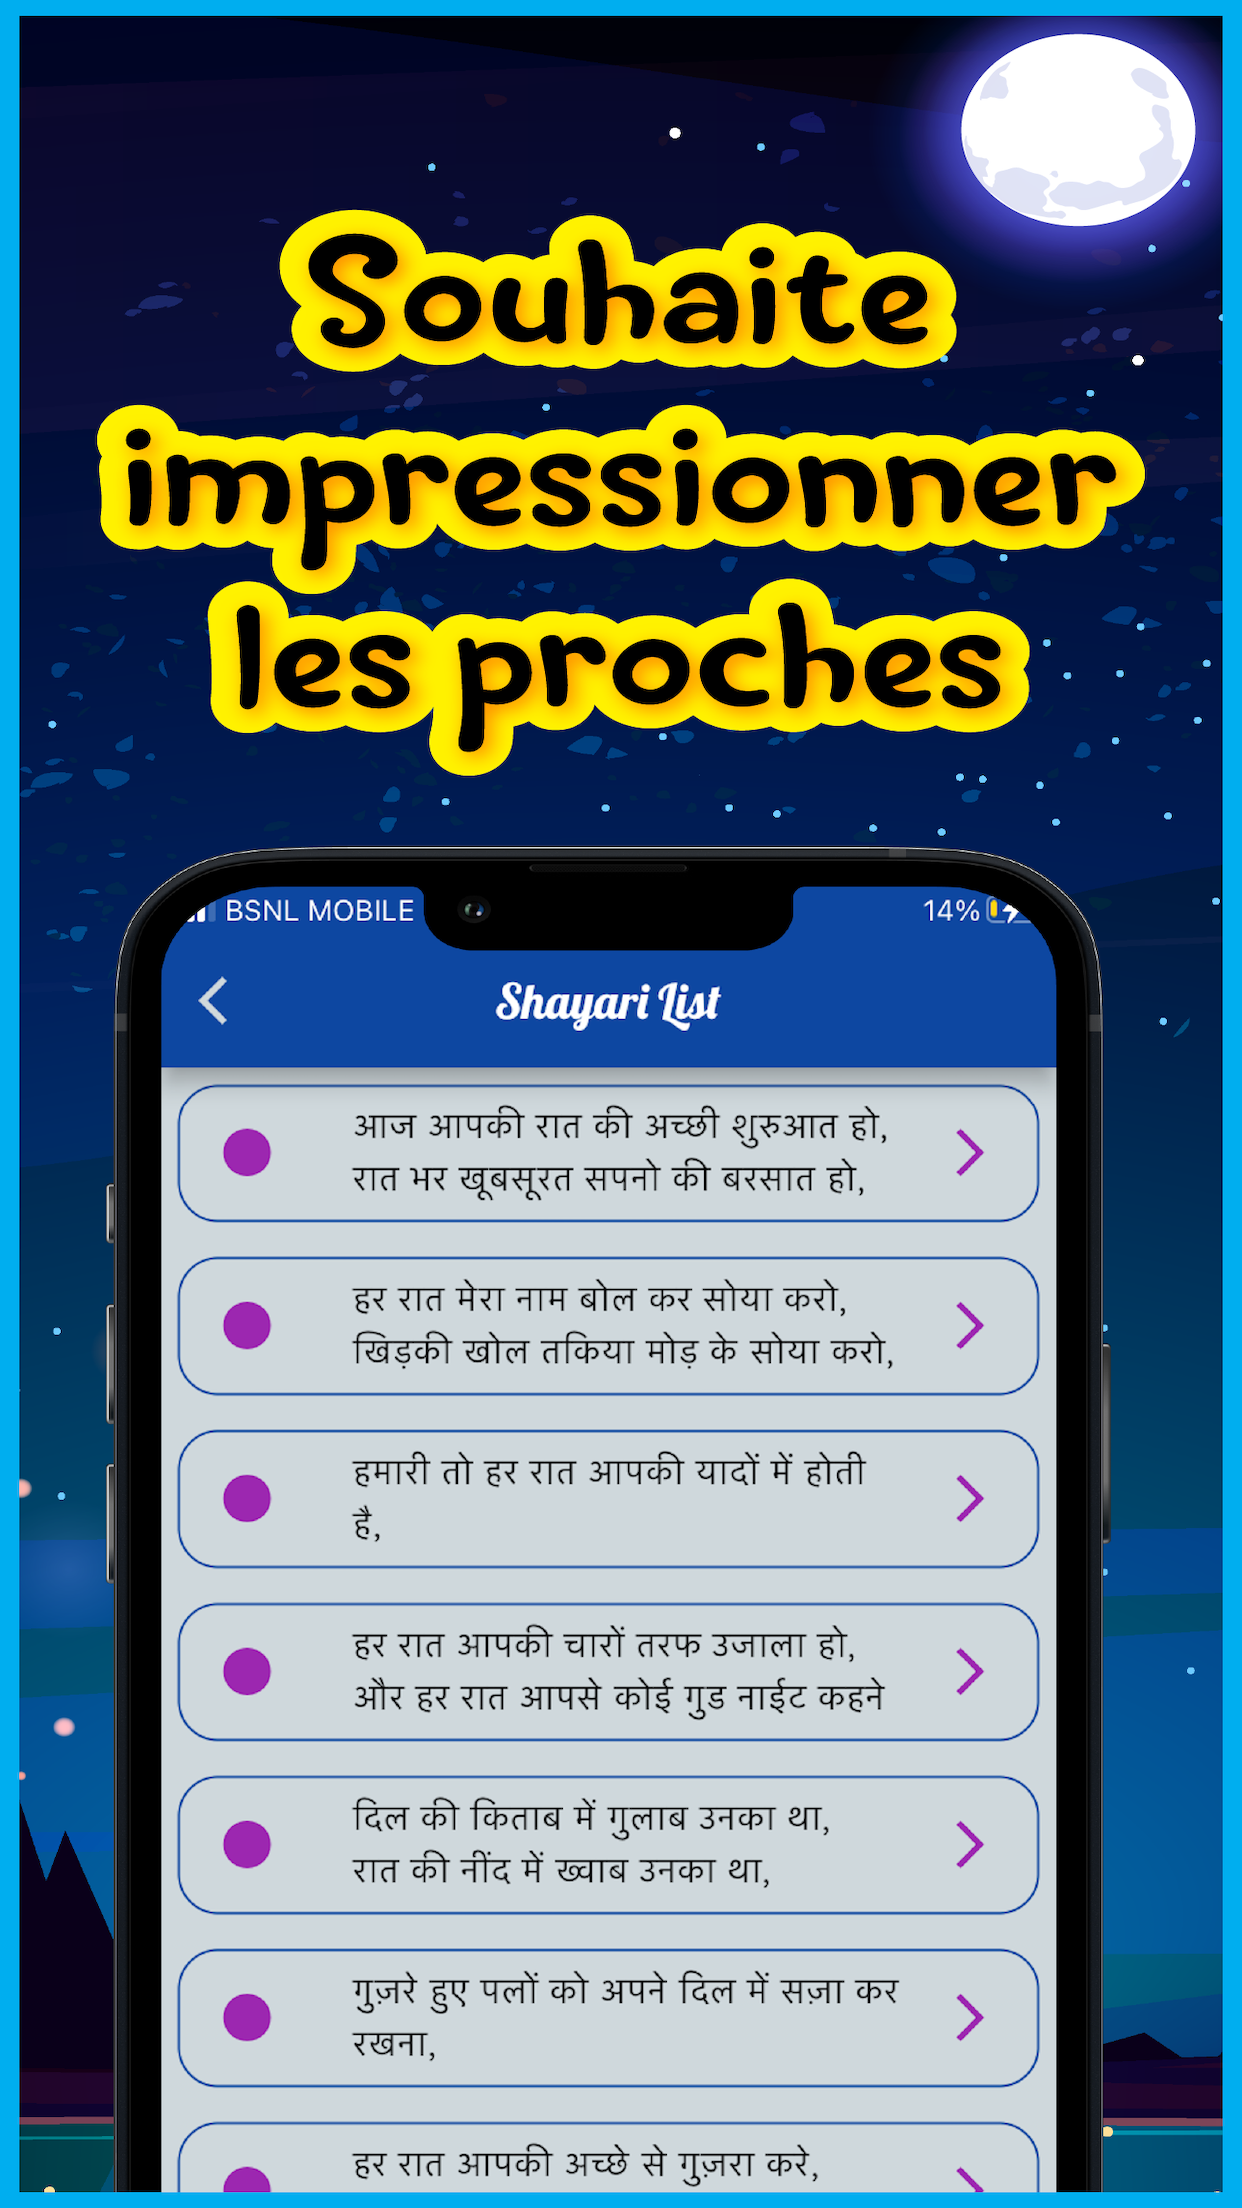 Souhaite
impressionner
les proches
BSNL MOBILE
14%
Shayari List
आज आपकी रात की अच्छी शुरुआत हो,
रात भर खूबसूरत सपनो की बरसात हो,
हर रात मेरा नाम बोल कर सोया करो,
खिड़की खोल तकिया मोड़ के सोया करो,
हमारी तो हर रात आपकी यादों में होती
है,
हर रात आपकी चारों तरफ उजाला हो,
और हर रात आपसे कोई गुड नाईट कहने
दिल की किताब में गुलाब उनका था,
रात की नींद में ख्वाब उनका था,
गुज़रे हुए पलों को अपने दिल में सज़ा कर
रखना,
हर रात आपकी अच्छे से गुज़रा करे,